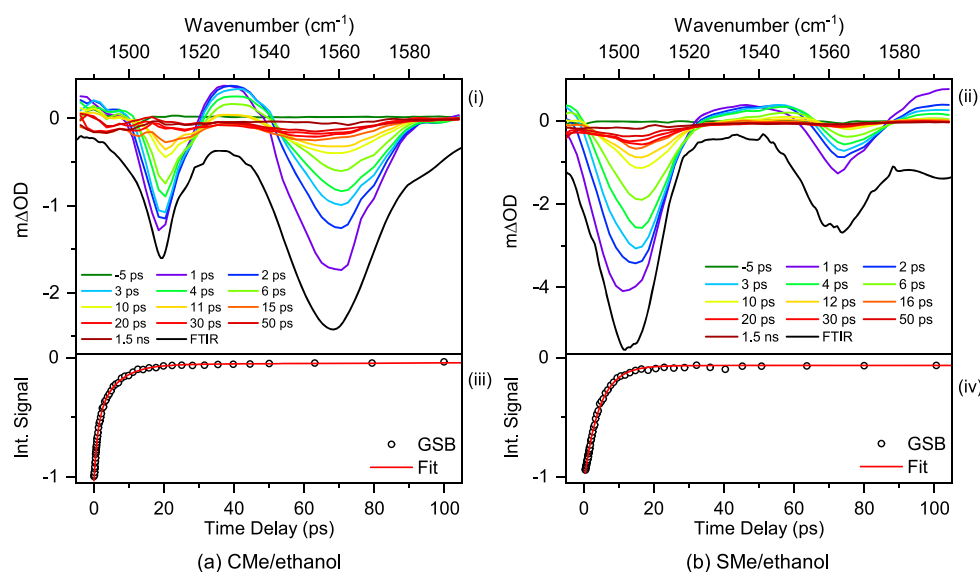 Wavenumber (cm⁻¹)
1500 1520 1540 1560 1580
0
-1
-2
mΔOD
(i)
-5 ps 1 ps 2 ps
3 ps 4 ps 6 ps
10 ps 11 ps 15 ps
20 ps 30 ps 50 ps
1.5 ns FTIR
0
-1
Int. Signal
(iii)
GSB
Fit
0 20 40 60 80 100
Time Delay (ps)
(a) CMe/ethanol
Wavenumber (cm⁻¹)
1500 1520 1540 1560 1580
0
-2
-4
mΔOD
(ii)
-5 ps 1 ps 2 ps
3 ps 4 ps 6 ps
10 ps 12 ps 16 ps
20 ps 30 ps 50 ps
1.5 ns FTIR
0
-1
Int. Signal
(iv)
GSB
Fit
0 20 40 60 80 100
Time Delay (ps)
(b) SMe/ethanol